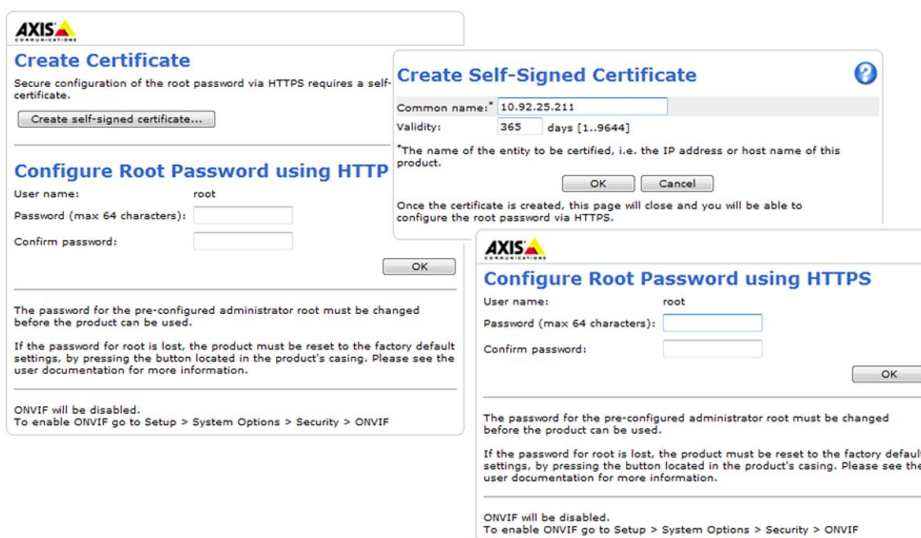 AXIS
COMMUNICATIONS
Create Certificate
Secure configuration of the root password via HTTPS requires a self-
certificate.
Create self-signed certificate...
Configure Root Password using HTTP
User name: root
Password (max 64 characters):
Confirm password:
OK
The password for the pre-configured administrator root must be changed
before the product can be used.
If the password for root is lost, the product must be reset to the factory default
settings, by pressing the button located in the product's casing. Please see the
user documentation for more information.
ONVIF will be disabled.
To enable ONVIF go to Setup > System Options > Security > ONVIF
Create Self-Signed Certificate
?
Common name:* 10.92.25.211
Validity: 365 days [1..9644]
*The name of the entity to be certified, i.e. the IP address or host name of this
product.
OK Cancel
Once the certificate is created, this page will close and you will be able to
configure the root password via HTTPS.
AXIS
COMMUNICATIONS
Configure Root Password using HTTPS
User name: root
Password (max 64 characters):
Confirm password:
OK
The password for the pre-configured administrator root must be changed
before the product can be used.
If the password for root is lost, the product must be reset to the factory default
settings, by pressing the button located in the product's casing. Please see the
user documentation for more information.
ONVIF will be disabled.
To enable ONVIF go to Setup > System Options > Security > ONVIF